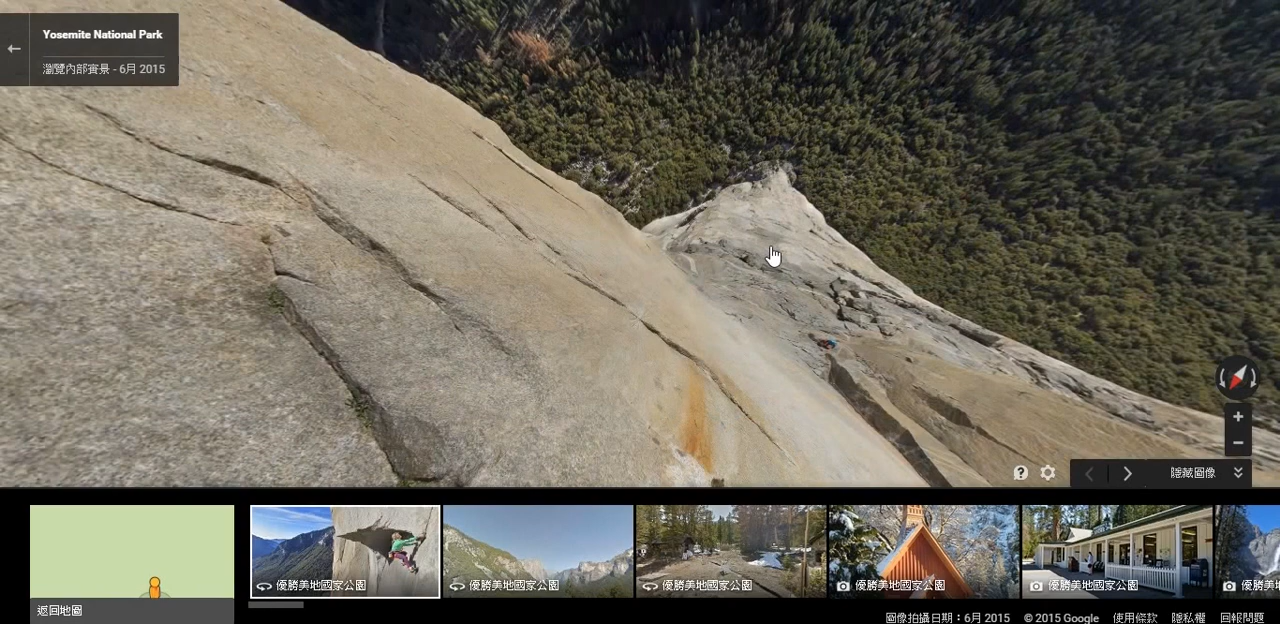 Yosemite National Park
瀏覽內部實景 - 6月 2015
隱藏圖像
返回地圖
優勝美地國家公園
優勝美地國家公園
優勝美地國家公園
優勝美地國家公園
優勝美地國家公園
優勝美
圖像拍攝日期：6月 2015 © 2015 Google 使用條款 隱私權 回報問題